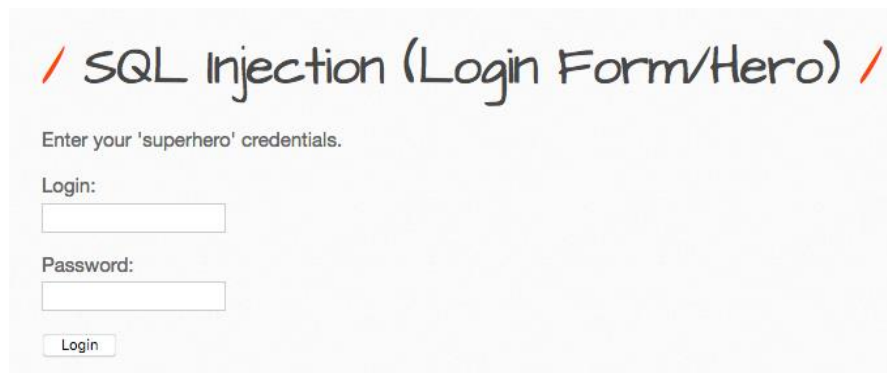 / SQL Injection (Login Form/Hero) /
Enter your 'superhero' credentials.
Login:
Password:
Login